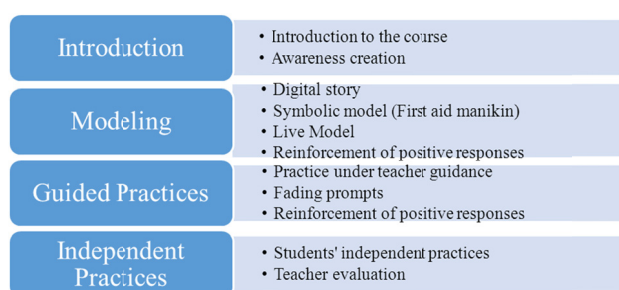 Introduction
• Introduction to the course
• Awareness creation
Modeling
• Digital story
• Symbolic model (First aid manikin)
• Live Model
• Reinforcement of positive responses
Guided Practices
• Practice under teacher guidance
• Fading prompts
• Reinforcement of positive responses
Independent
Practices
• Students' independent practices
• Teacher evaluation